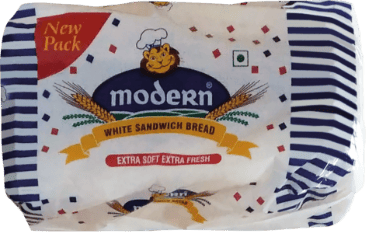 New
Pack
modern®
WHITE SANDWICH BREAD
EXTRA SOFT EXTRA FRESH